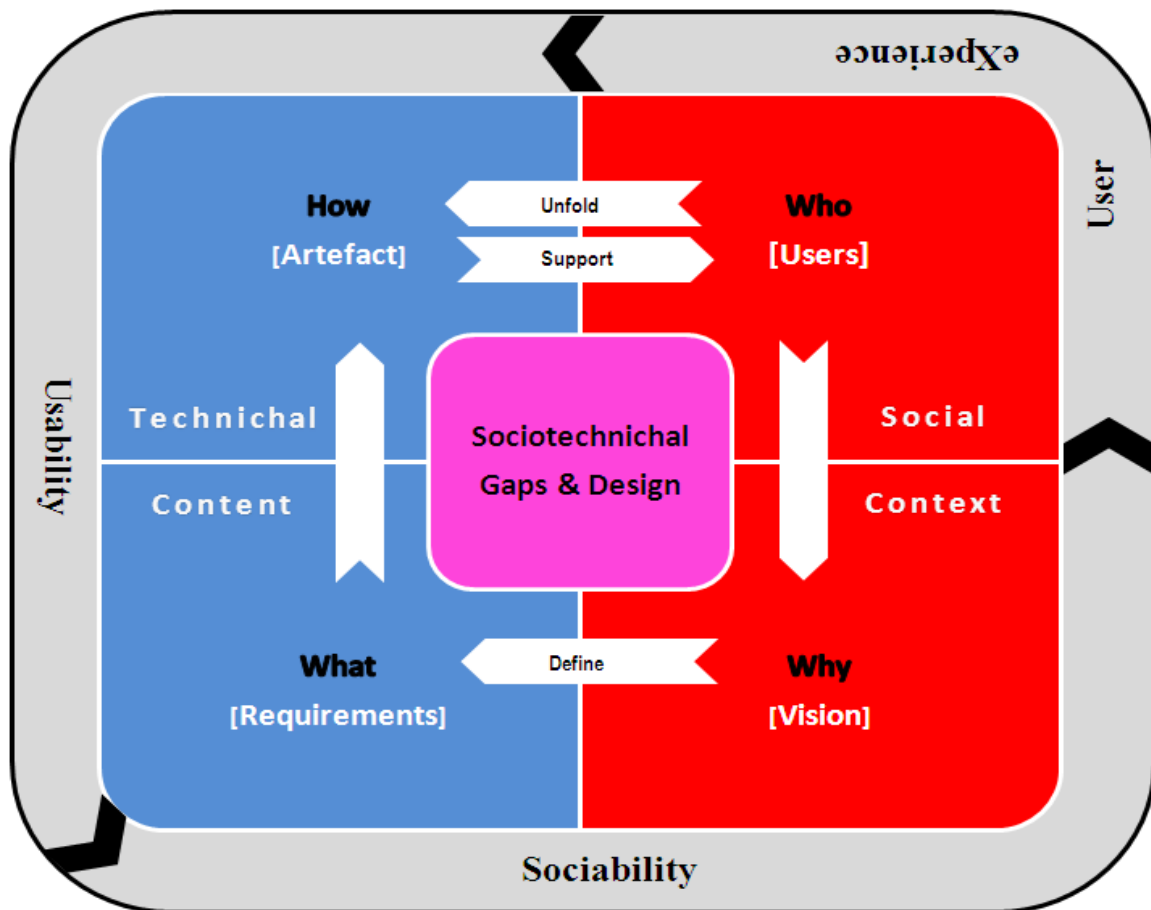 eXperience
User
How
Unfold
Who
[Artefact]
Support
[Users]
Usability
Technichal
Social
Sociotechnichal
Gaps & Design
Content
Context
What
Define
Why
[Requirements]
[Vision]
Sociability